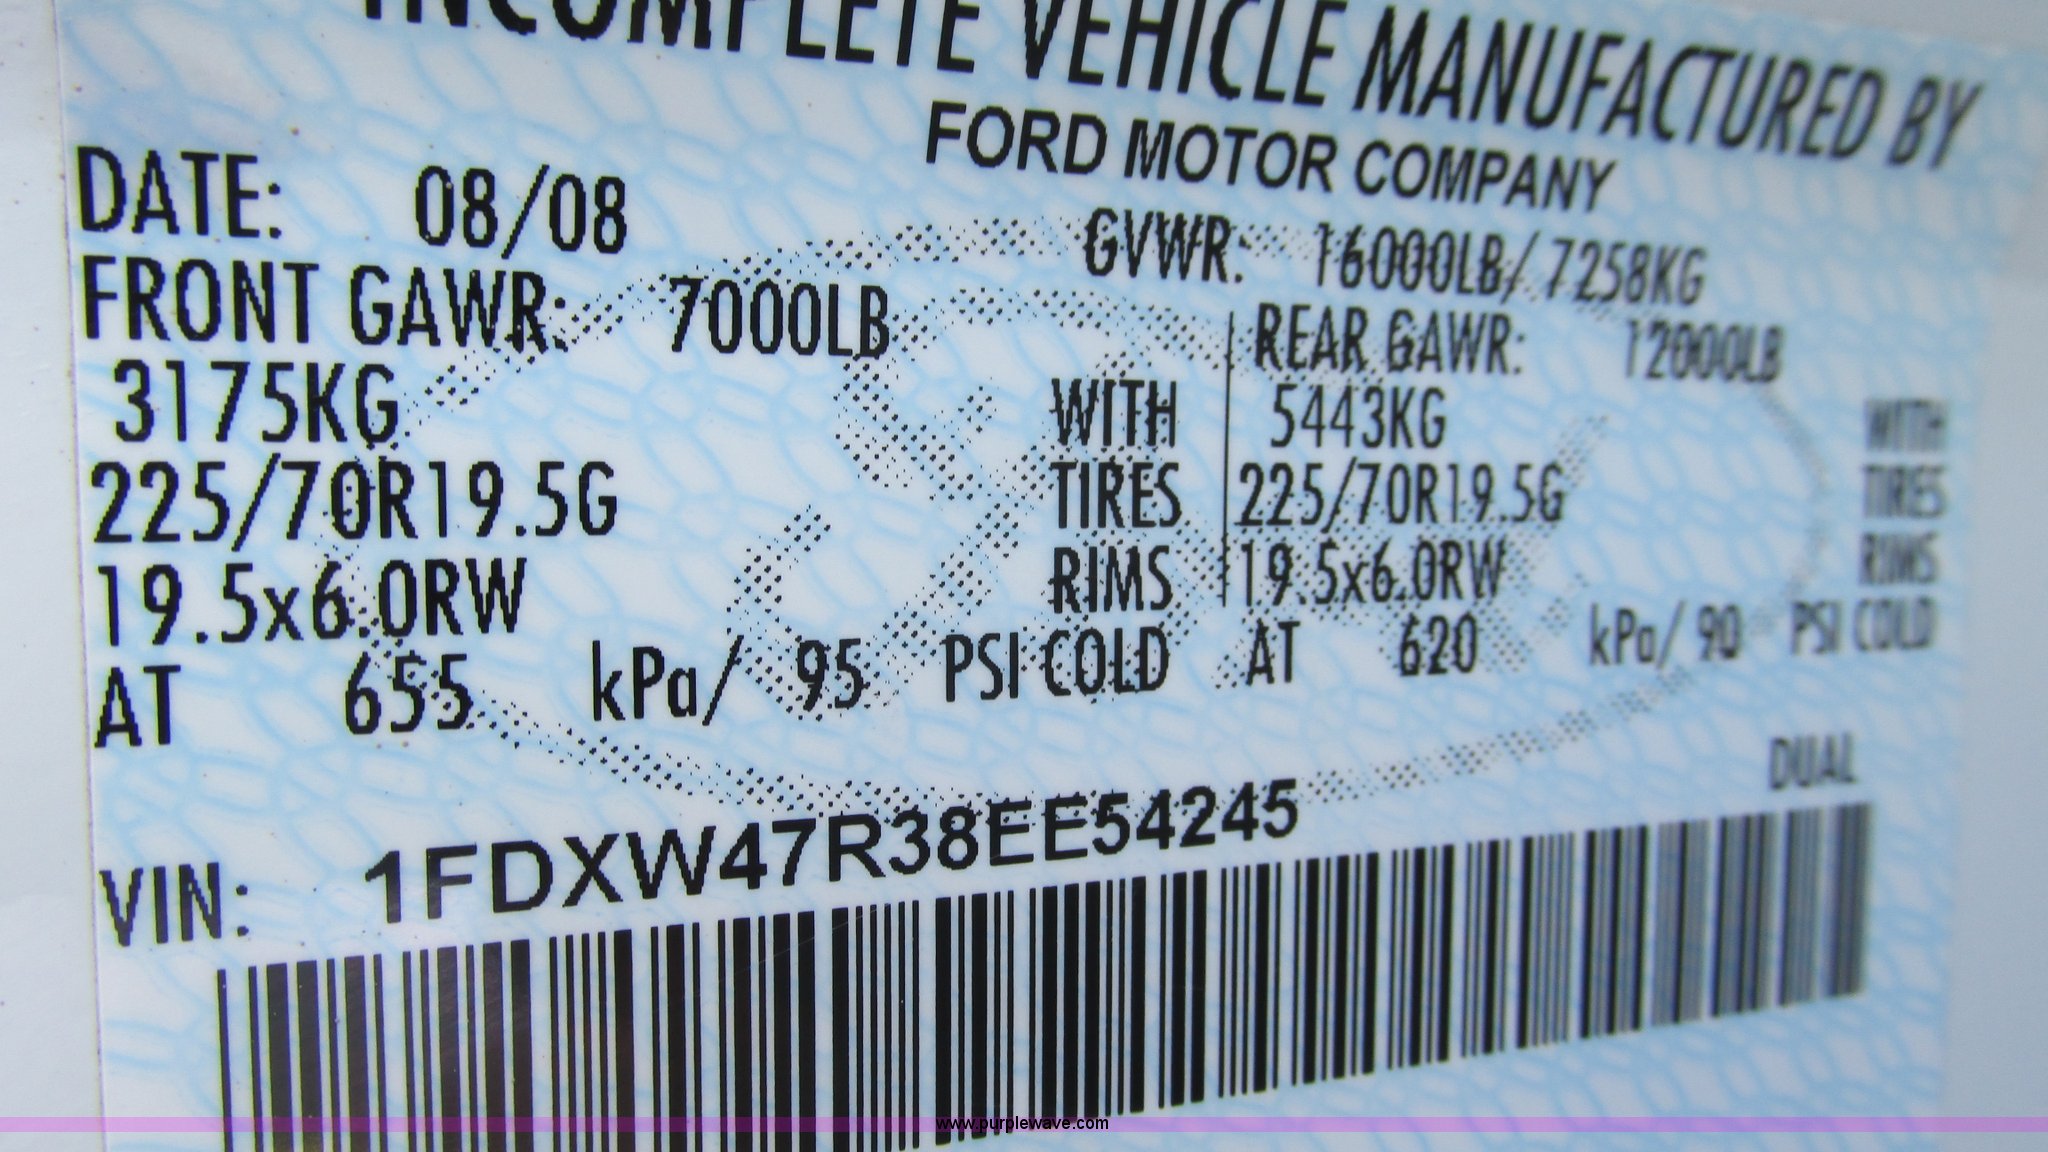 INCOMPLETE VEHICLE MANUFACTURED BY
FORD MOTOR COMPANY
DATE: 08/08 GVWR: 16000LB/ 7258KG
FRONT GAWR: 7000LB REAR GAWR: 12000LB
3175KG WITH 5443KG WITH
225/70R19.5G TIRES 225/70R19.5G TIRES
19.5x6.0RW RIMS 19.5x6.0RW RIMS
AT 655 kPa/ 95 PSI COLD AT 620 kPa/ 90 PSI COLD
DUAL
VIN: 1FDXW47R38EE54245
www.purplewave.com